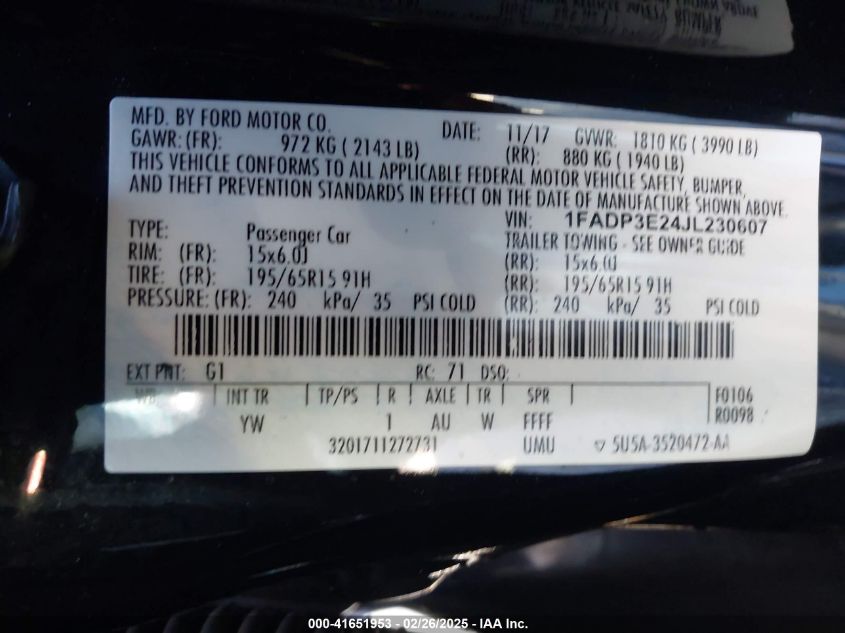 MFD. BY FORD MOTOR CO. DATE: 11/17 GVWR: 1810 KG ( 3990 LB)
GAWR: (FR): 972 KG ( 2143 LB) (RR): 880 KG ( 1940 LB)
THIS VEHICLE CONFORMS TO ALL APPLICABLE FEDERAL MOTOR VEHICLE SAFETY, BUMPER,
AND THEFT PREVENTION STANDARDS IN EFFECT ON THE DATE OF MANUFACTURE SHOWN ABOVE.
VIN: 1FADP3E24JL230607
TYPE: Passenger Car TRAILER TOWING - SEE OWNER GUIDE
RIM: (FR): 15x6.0J (RR): 15x6.0J
TIRE: (FR): 195/65R15 91H (RR): 195/65R15 91H
PRESSURE: (FR): 240 kPa/ 35 PSI COLD (RR): 240 kPa/ 35 PSI COLD
EXT PNT: G1 RC: 71 DSO:
WB INT TR TP/PS R AXLE TR SPR F0106
YW 1 AU W FFFF R0098
3201711272731 UMU 5U5A-3520472-AA
000-41651953 - 02/26/2025 - IAA Inc.